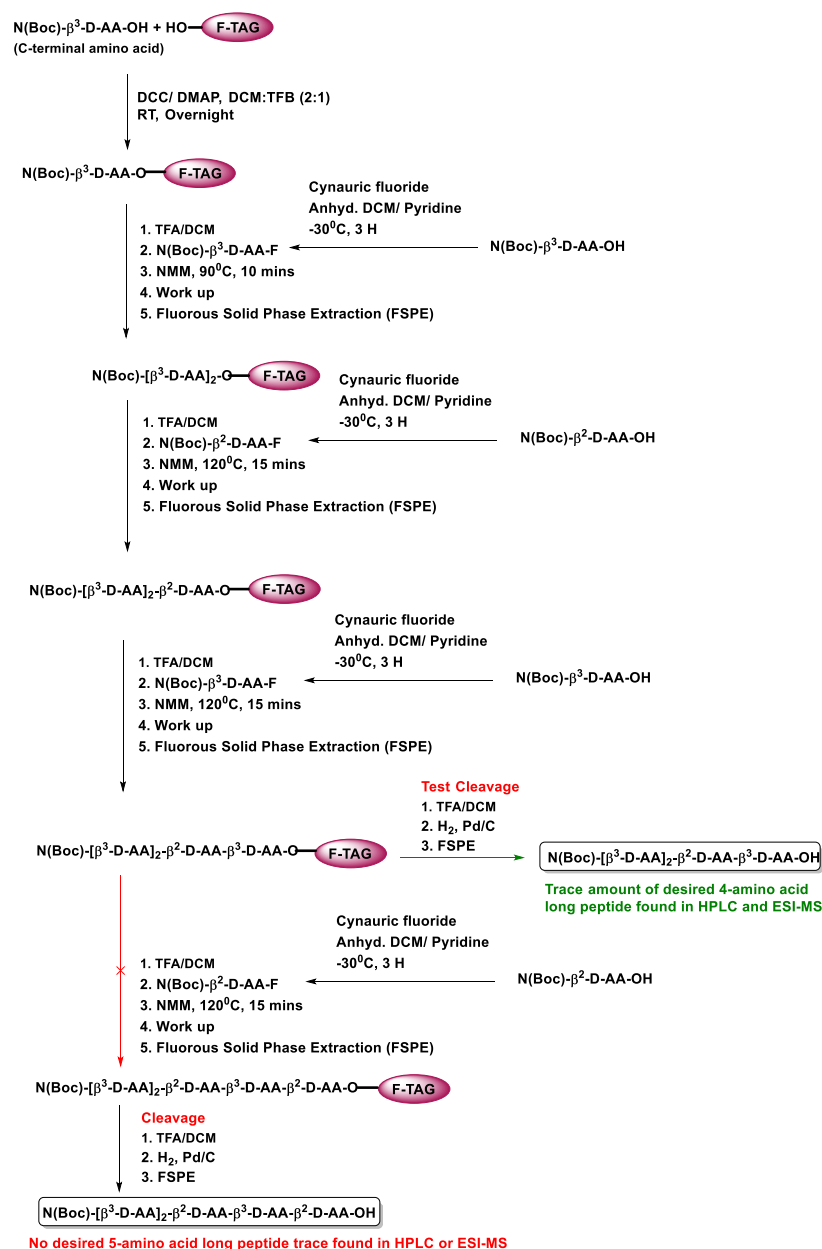 N(Boc)-β³-D-AA-OH + HO—F-TAG
(C-terminal amino acid)
DCC/ DMAP, DCM:TFB (2:1)
RT, Overnight
N(Boc)-β³-D-AA-O—F-TAG
Cynauric fluoride
Anhyd. DCM/ Pyridine
-30⁰C, 3 H
N(Boc)-β³-D-AA-OH
1. TFA/DCM
2. N(Boc)-β³-D-AA-F
3. NMM, 90⁰C, 10 mins
4. Work up
5. Fluorous Solid Phase Extraction (FSPE)
N(Boc)-[β³-D-AA]₂-O—F-TAG
Cynauric fluoride
Anhyd. DCM/ Pyridine
-30⁰C, 3 H
N(Boc)-β²-D-AA-OH
1. TFA/DCM
2. N(Boc)-β²-D-AA-F
3. NMM, 120⁰C, 15 mins
4. Work up
5. Fluorous Solid Phase Extraction (FSPE)
N(Boc)-[β³-D-AA]₂-β²-D-AA-O—F-TAG
Cynauric fluoride
Anhyd. DCM/ Pyridine
-30⁰C, 3 H
N(Boc)-β³-D-AA-OH
1. TFA/DCM
2. N(Boc)-β³-D-AA-F
3. NMM, 120⁰C, 15 mins
4. Work up
5. Fluorous Solid Phase Extraction (FSPE)
Test Cleavage
1. TFA/DCM
2. H₂, Pd/C
3. FSPE
N(Boc)-[β³-D-AA]₂-β²-D-AA-β³-D-AA-O—F-TAG
N(Boc)-[β³-D-AA]₂-β²-D-AA-β³-D-AA-OH
Trace amount of desired 4-amino acid
long peptide found in HPLC and ESI-MS
Cynauric fluoride
Anhyd. DCM/ Pyridine
-30⁰C, 3 H
N(Boc)-β²-D-AA-OH
1. TFA/DCM
2. N(Boc)-β²-D-AA-F
3. NMM, 120⁰C, 15 mins
4. Work up
5. Fluorous Solid Phase Extraction (FSPE)
N(Boc)-[β³-D-AA]₂-β²-D-AA-β³-D-AA-β²-D-AA-O—F-TAG
Cleavage
1. TFA/DCM
2. H₂, Pd/C
3. FSPE
N(Boc)-[β³-D-AA]₂-β²-D-AA-β³-D-AA-β²-D-AA-OH
No desired 5-amino acid long peptide trace found in HPLC or ESI-MS